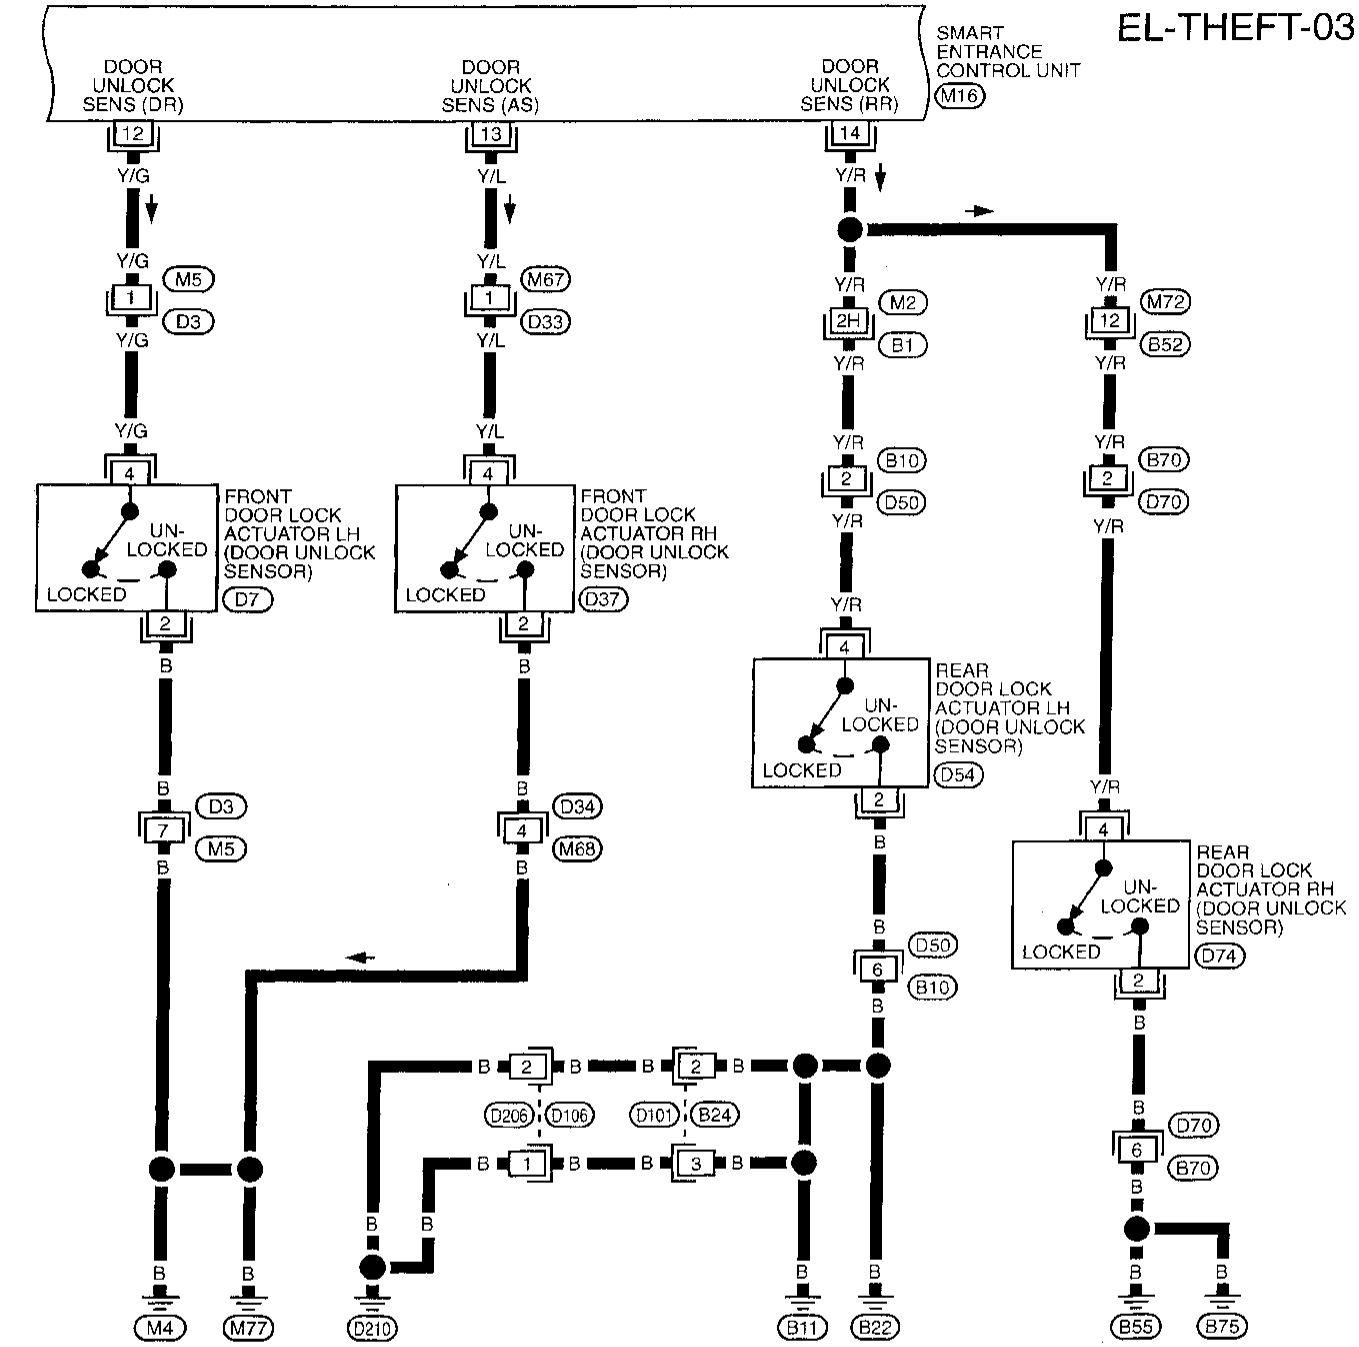 EL-THEFT-03
SMART
ENTRANCE
CONTROL UNIT
M16
DOOR
UNLOCK
SENS (DR)
DOOR
UNLOCK
SENS (AS)
DOOR
UNLOCK
SENS (RR)
12
13
14
Y/G
Y/L
Y/R
Y/G
Y/L
Y/R
Y/R
1
M5
D3
1
M67
D33
2H
M2
B1
12
M72
B52
Y/G
Y/L
Y/R
Y/R
Y/G
Y/L
Y/R
Y/R
2
B10
D50
2
B70
D70
Y/R
Y/R
4
UN-
LOCKED
LOCKED
FRONT
DOOR LOCK
ACTUATOR LH
(DOOR UNLOCK
SENSOR)
D7
2
4
UN-
LOCKED
LOCKED
FRONT
DOOR LOCK
ACTUATOR RH
(DOOR UNLOCK
SENSOR)
D37
2
Y/R
4
UN-
LOCKED
LOCKED
REAR
DOOR LOCK
ACTUATOR LH
(DOOR UNLOCK
SENSOR)
D54
2
Y/R
4
UN-
LOCKED
LOCKED
REAR
DOOR LOCK
ACTUATOR RH
(DOOR UNLOCK
SENSOR)
D74
2
B
B
B
B
7
D3
M5
4
D34
M68
B
B
B
B
6
D50
B10
B
B
B
6
D70
B70
B
B 2 B B 2 B
D206 D106 D101 B24
B 1 B B 3 B
B B
B B B B B B
M4 M77 D210 B11 B22 B55 B75